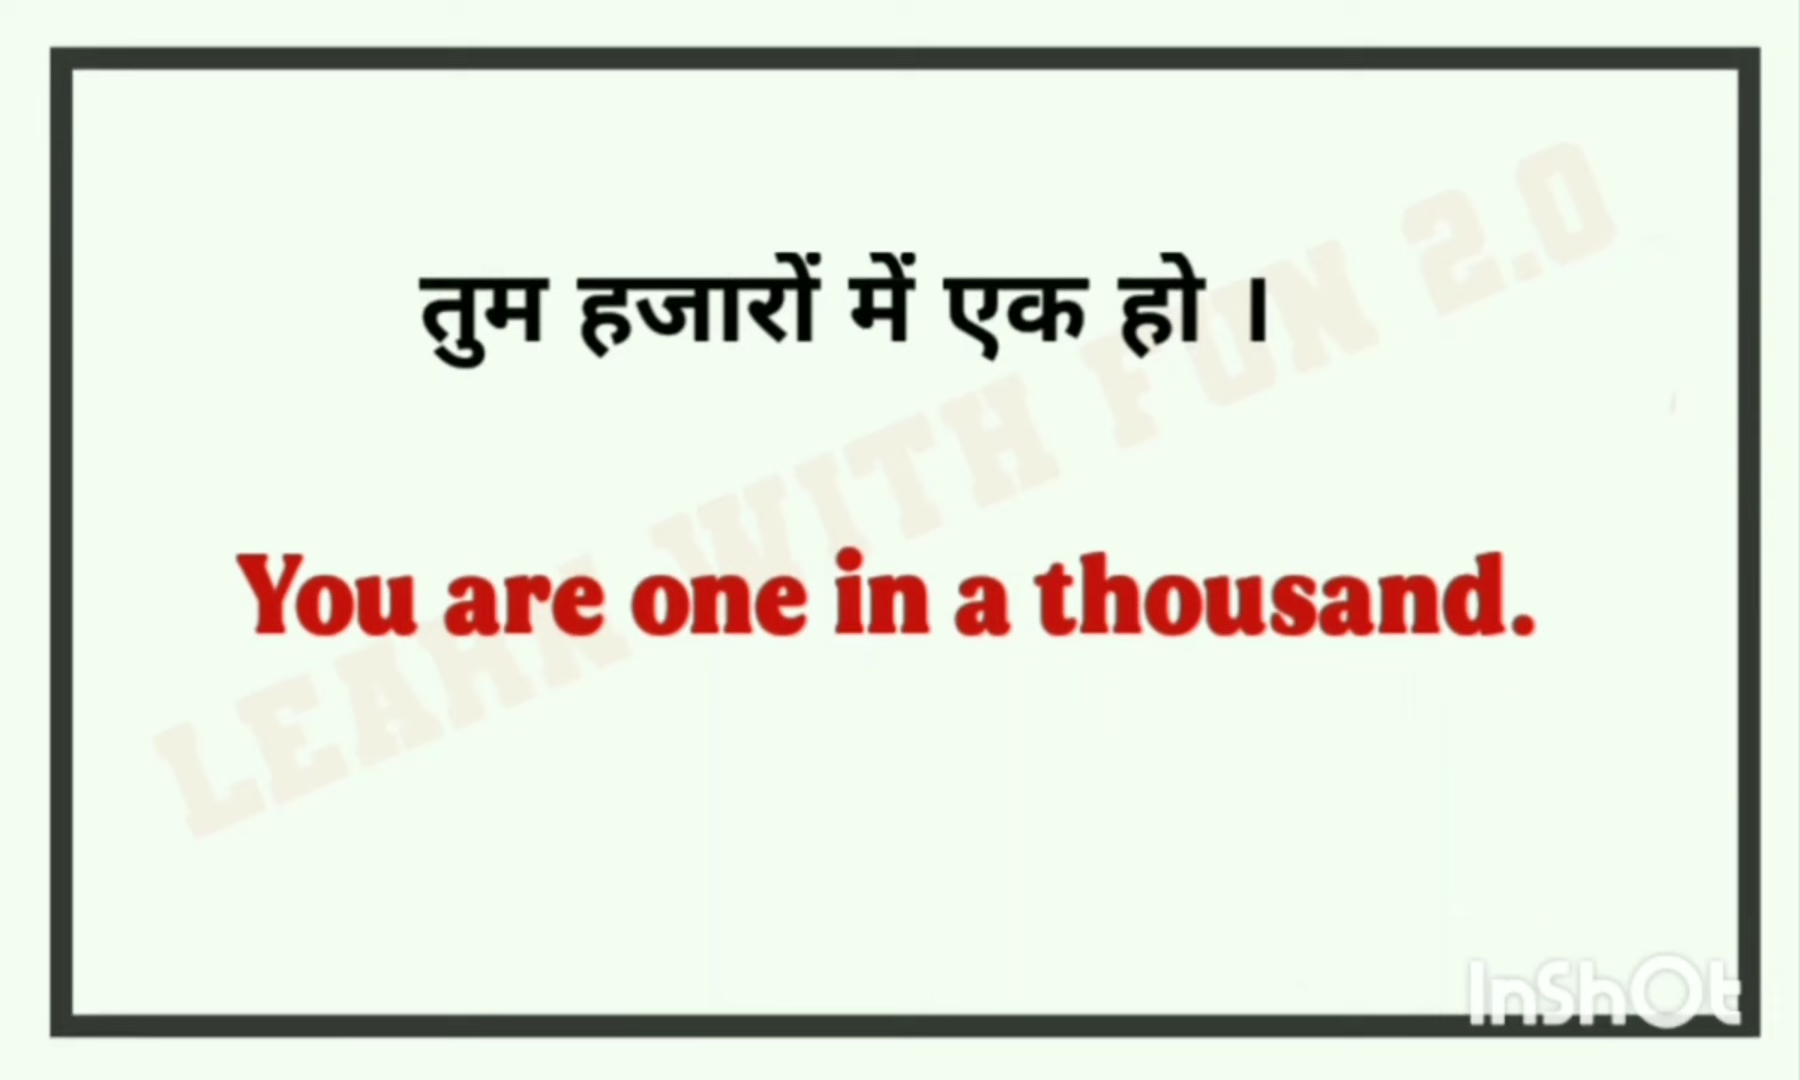 तुम हजारों में एक हो ।
You are one in a thousand.
LEARN WITH FUN 2.0
InShOt